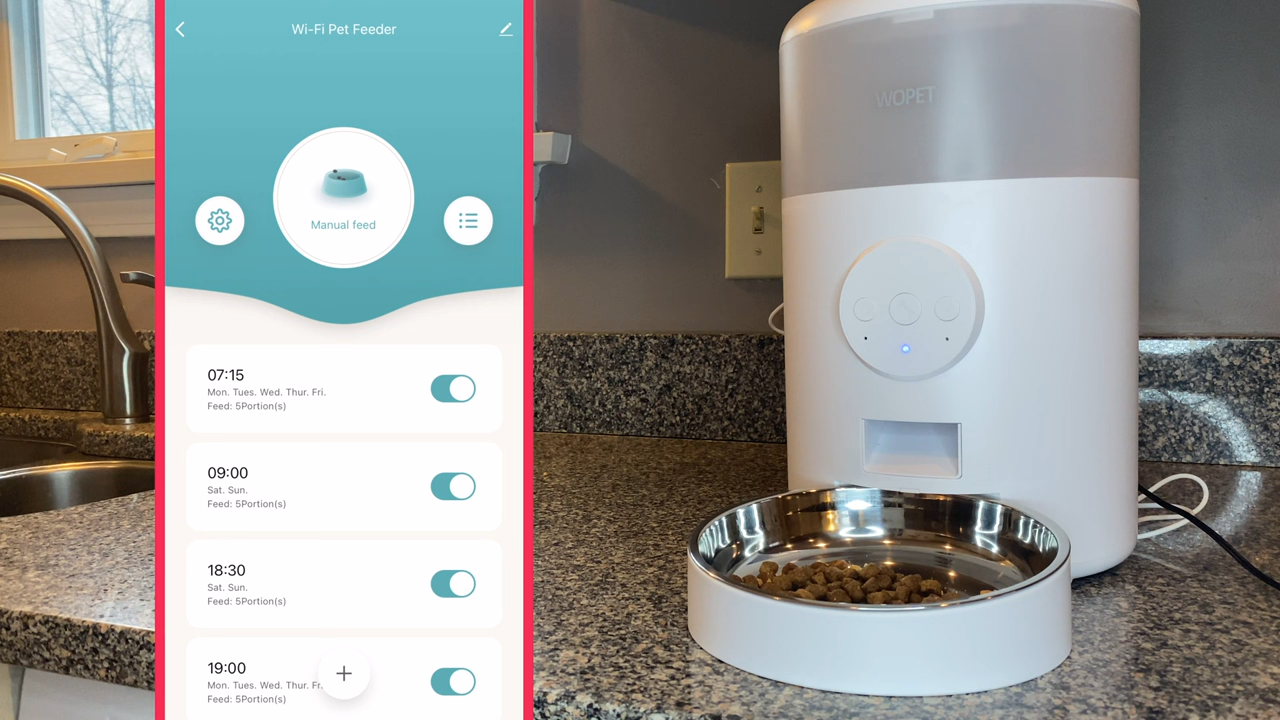 Wi-Fi Pet Feeder
Manual feed
07:15
Mon. Tues. Wed. Thur. Fri.
Feed: 5Portion(s)
09:00
Sat. Sun.
Feed: 5Portion(s)
18:30
Sat. Sun.
Feed: 5Portion(s)
19:00
Mon. Tues. Wed. Thur. Fr
Feed: 5Portion(s)
WOPET